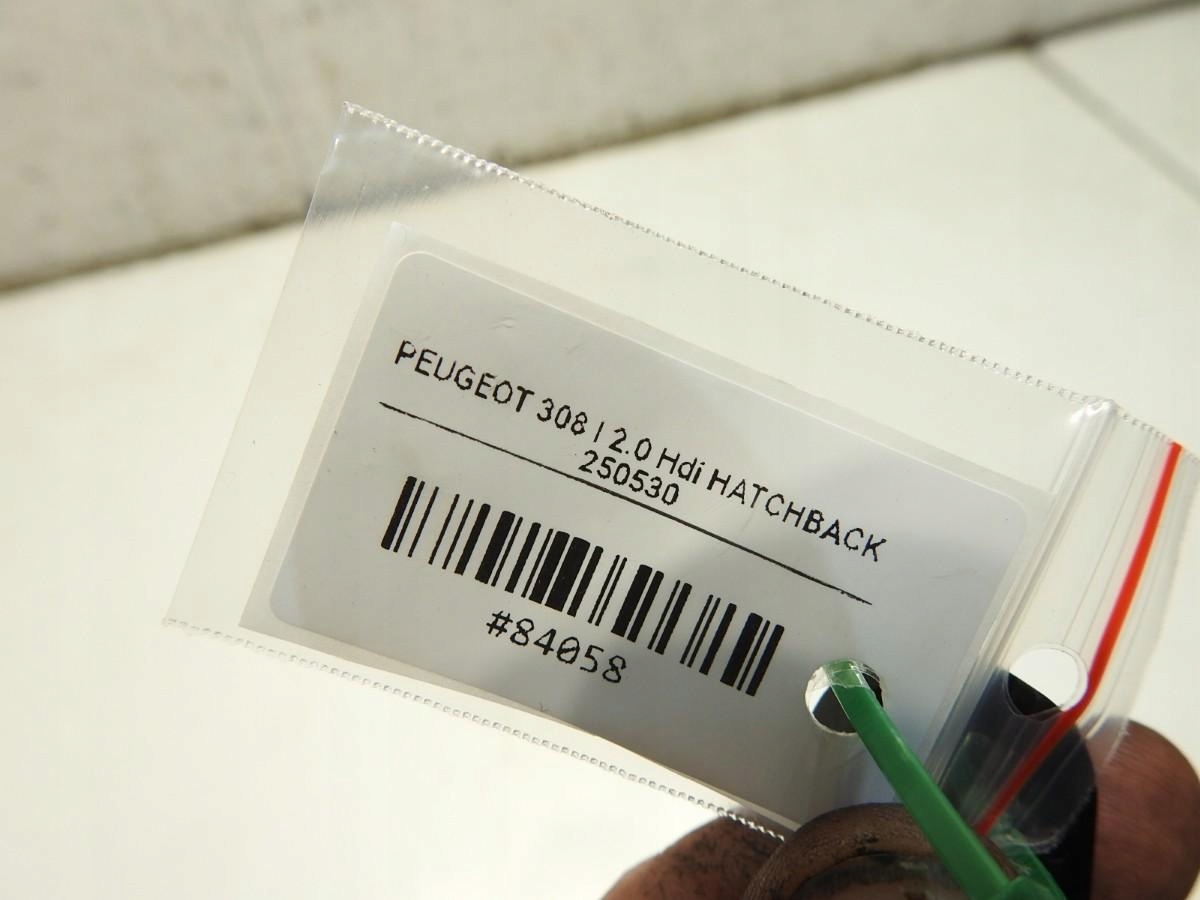 PEUGEOT 308 I 2.0 Hdi HATCHBACK
250530
#84058